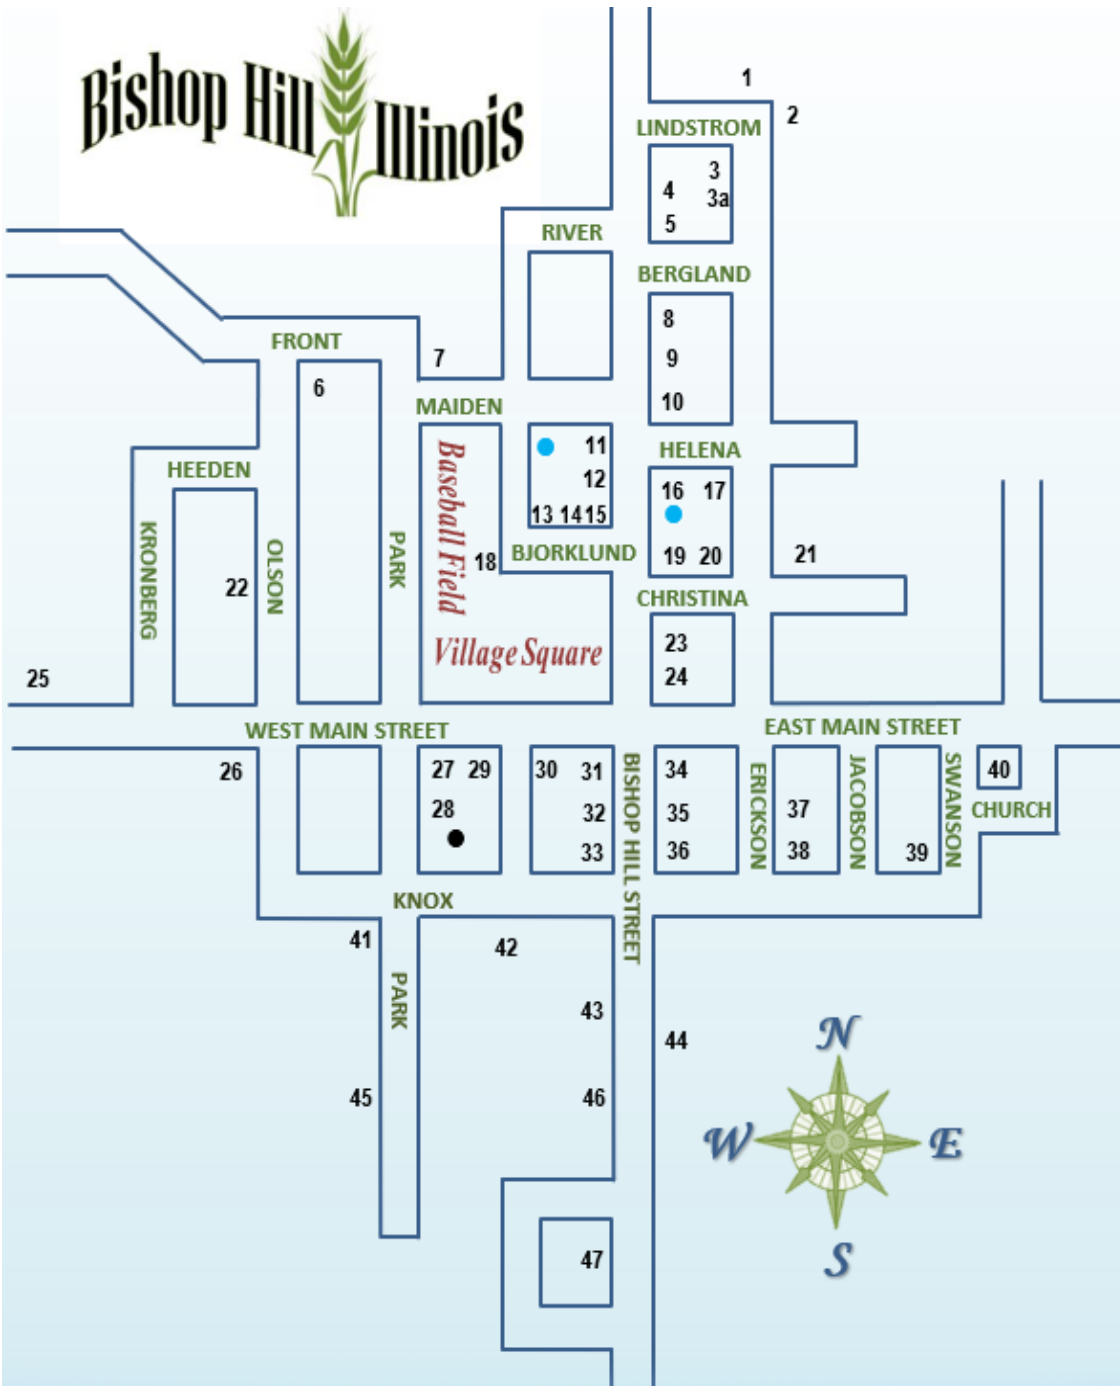 Bishop Hill Illinois
1
2
LINDSTROM
3
4
3a
5
RIVER
BERGLAND
8
FRONT
7
9
6
10
MAIDEN
11
HELENA
Baseball Field
HEEDEN
12
16 17
13 14 15
KRONBERG
OLSON
PARK
18
BJORKLUND
19 20
21
22
CHRISTINA
23
Village Square
24
25
WEST MAIN STREET
EAST MAIN STREET
26
27 29
30
31
34
40
BISHOP HILL STREET
ERICKSON
JACOBSON
SWANSON
28
32
35
37
CHURCH
33
36
38
39
KNOX
41
42
PARK
43
44
45
46
N
W
E
S
47